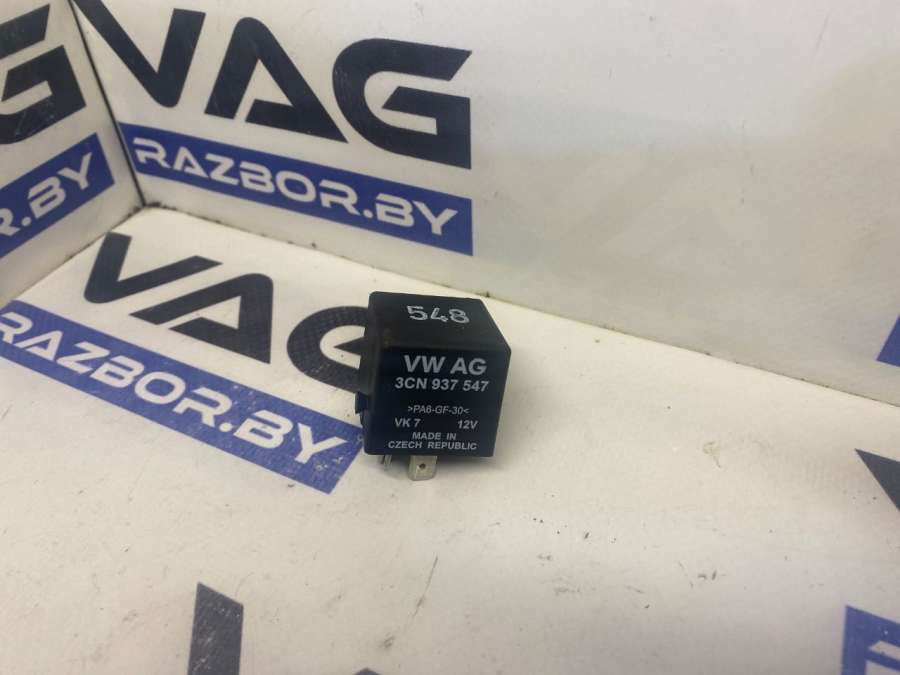 VAG
RAZBOR.BY
G
R.BY
VAG
RAZBOR.BY
548
VW AG
3CN 937 547
>PA6-GF-30<
VK 7 12V
MADE IN
CZECH REPUBLIC